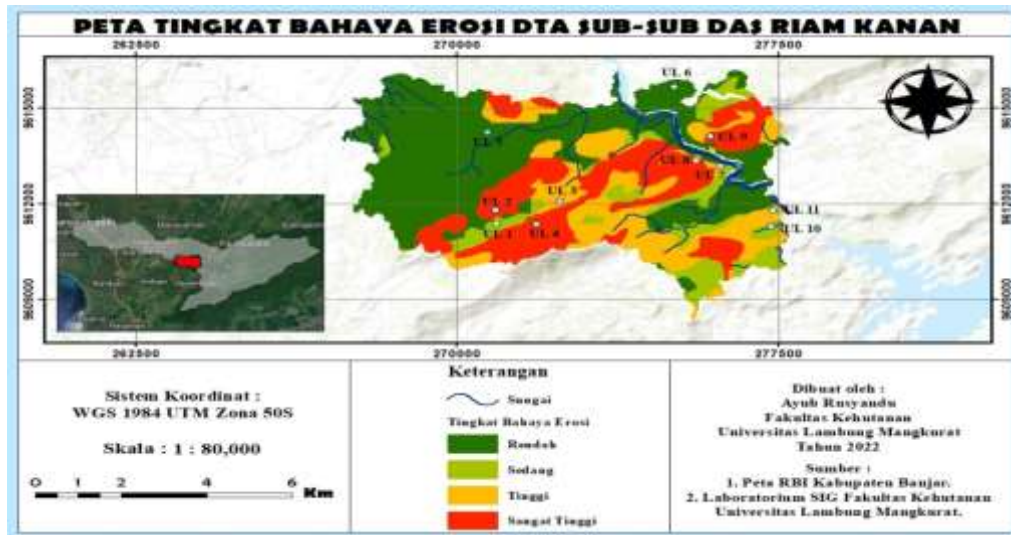 PETA TINGKAT BAHAYA EROSI DTA SUB-SUB DAS RIAM KANAN
262500 270000 277500
9615000 9615000
9612000 9612000
9609000 9609000
UL 6
UL 9
UL 8
UL 7
UL 5
UL 3
UL 2
UL 1
UL 4
UL 11
UL 10
262500 270000 277500
Sistem Koordinat :
WGS 1984 UTM Zona 50S
Skala : 1 : 80,000
0 1 2 4 6 Km
Keterangan
Sungai
Tingkat Bahaya Erosi
Rendah
Sedang
Tinggi
Sangat Tinggi
Dibuat oleh :
Ayub Rusyandu
Fakultas Kehutanan
Universitas Lambung Mangkurat
Tahun 2022
Sumber :
1. Peta RBI Kabupaten Banjar.
2. Laboratorium SIG Fakultas Kehutanan
Universitas Lambung Mangkurat.